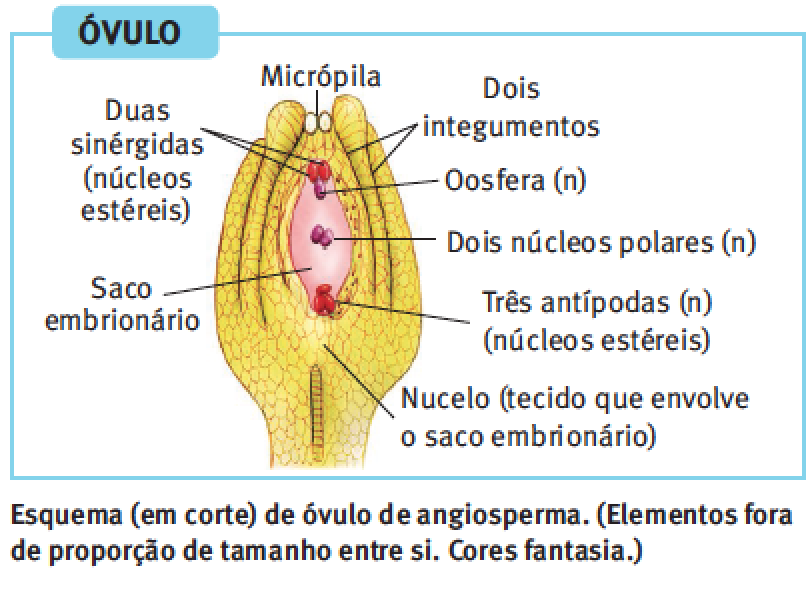 ÓVULO
Micrópila
Duas
sinérgidas
(núcleos
estéreis)
Dois
integumentos
Oosfera (n)
Dois núcleos polares (n)
Saco
embrionário
Três antípodas (n)
(núcleos estéreis)
Nucelo (tecido que envolve
o saco embrionário)
Esquema (em corte) de óvulo de angiosperma. (Elementos fora
de proporção de tamanho entre si. Cores fantasia.)